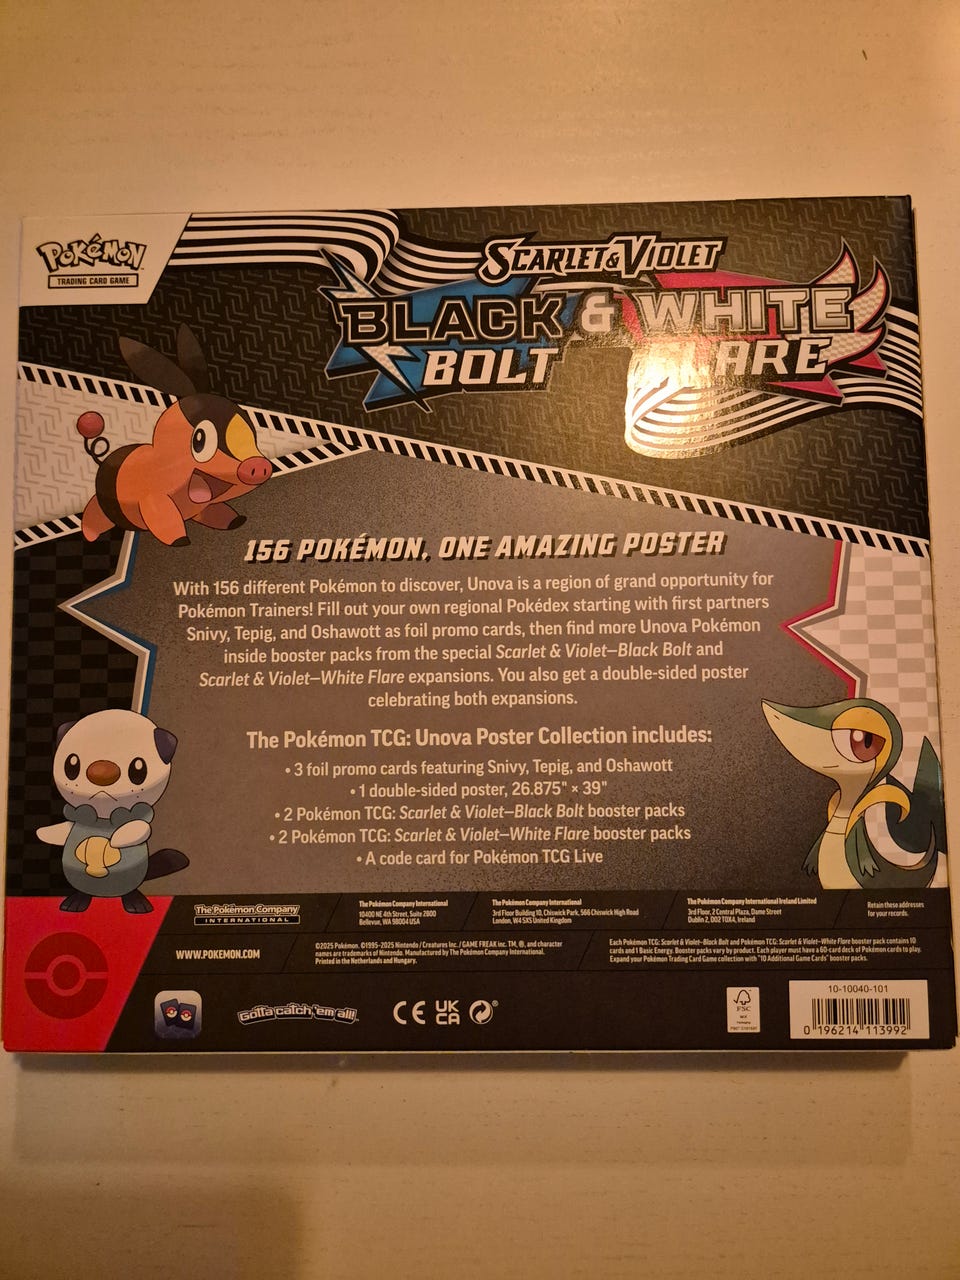 POKéMON
TRADING CARD GAME
SCARLET & VIOLET
BLACK & WHITE
BOLT FLARE
156 POKÉMON, ONE AMAZING POSTER
With 156 different Pokémon to discover, Unova is a region of grand opportunity for
Pokémon Trainers! Fill out your own regional Pokédex starting with first partners
Snivy, Tepig, and Oshawott as foil promo cards, then find more Unova Pokémon
inside booster packs from the special Scarlet & Violet—Black Bolt and
Scarlet & Violet—White Flare expansions. You also get a double-sided poster
celebrating both expansions.
The Pokémon TCG: Unova Poster Collection includes:
• 3 foil promo cards featuring Snivy, Tepig, and Oshawott
• 1 double-sided poster, 26.875" × 39"
• 2 Pokémon TCG: Scarlet & Violet—Black Bolt booster packs
• 2 Pokémon TCG: Scarlet & Violet—White Flare booster packs
• A code card for Pokémon TCG Live
The Pokémon Company
INTERNATIONAL
The Pokémon Company International
10400 NE 4th Street, Suite 2800
Bellevue, WA 98004 USA
The Pokémon Company International
3rd Floor Building 10, Chiswick Park, 566 Chiswick High Road
London, W4 5XS United Kingdom
The Pokémon Company International Ireland Limited
3rd Floor, 2 Central Plaza, Dame Street
Dublin 2, D02 T0X4, Ireland
Retain these addresses
for your records.
WWW.POKEMON.COM
©2025 Pokémon. ©1995-2025 Nintendo / Creatures Inc. / GAME FREAK inc. TM, ®, and character
names are trademarks of Nintendo. Manufactured by The Pokémon Company International.
Printed in the Netherlands and Hungary.
Each Pokémon TCG: Scarlet & Violet—Black Bolt and Pokémon TCG: Scarlet & Violet—White Flare booster pack contains 10
cards and 1 Basic Energy. Booster packs vary by product. Each player must have a 60-card deck of Pokémon cards to play.
Expand your Pokémon Trading Card Game collection with "10 Additional Game Cards" booster packs.
Gotta catch 'em all!
CE UK
CA
FSC
MIX
Packaging
10-10040-101
0 196214 113992